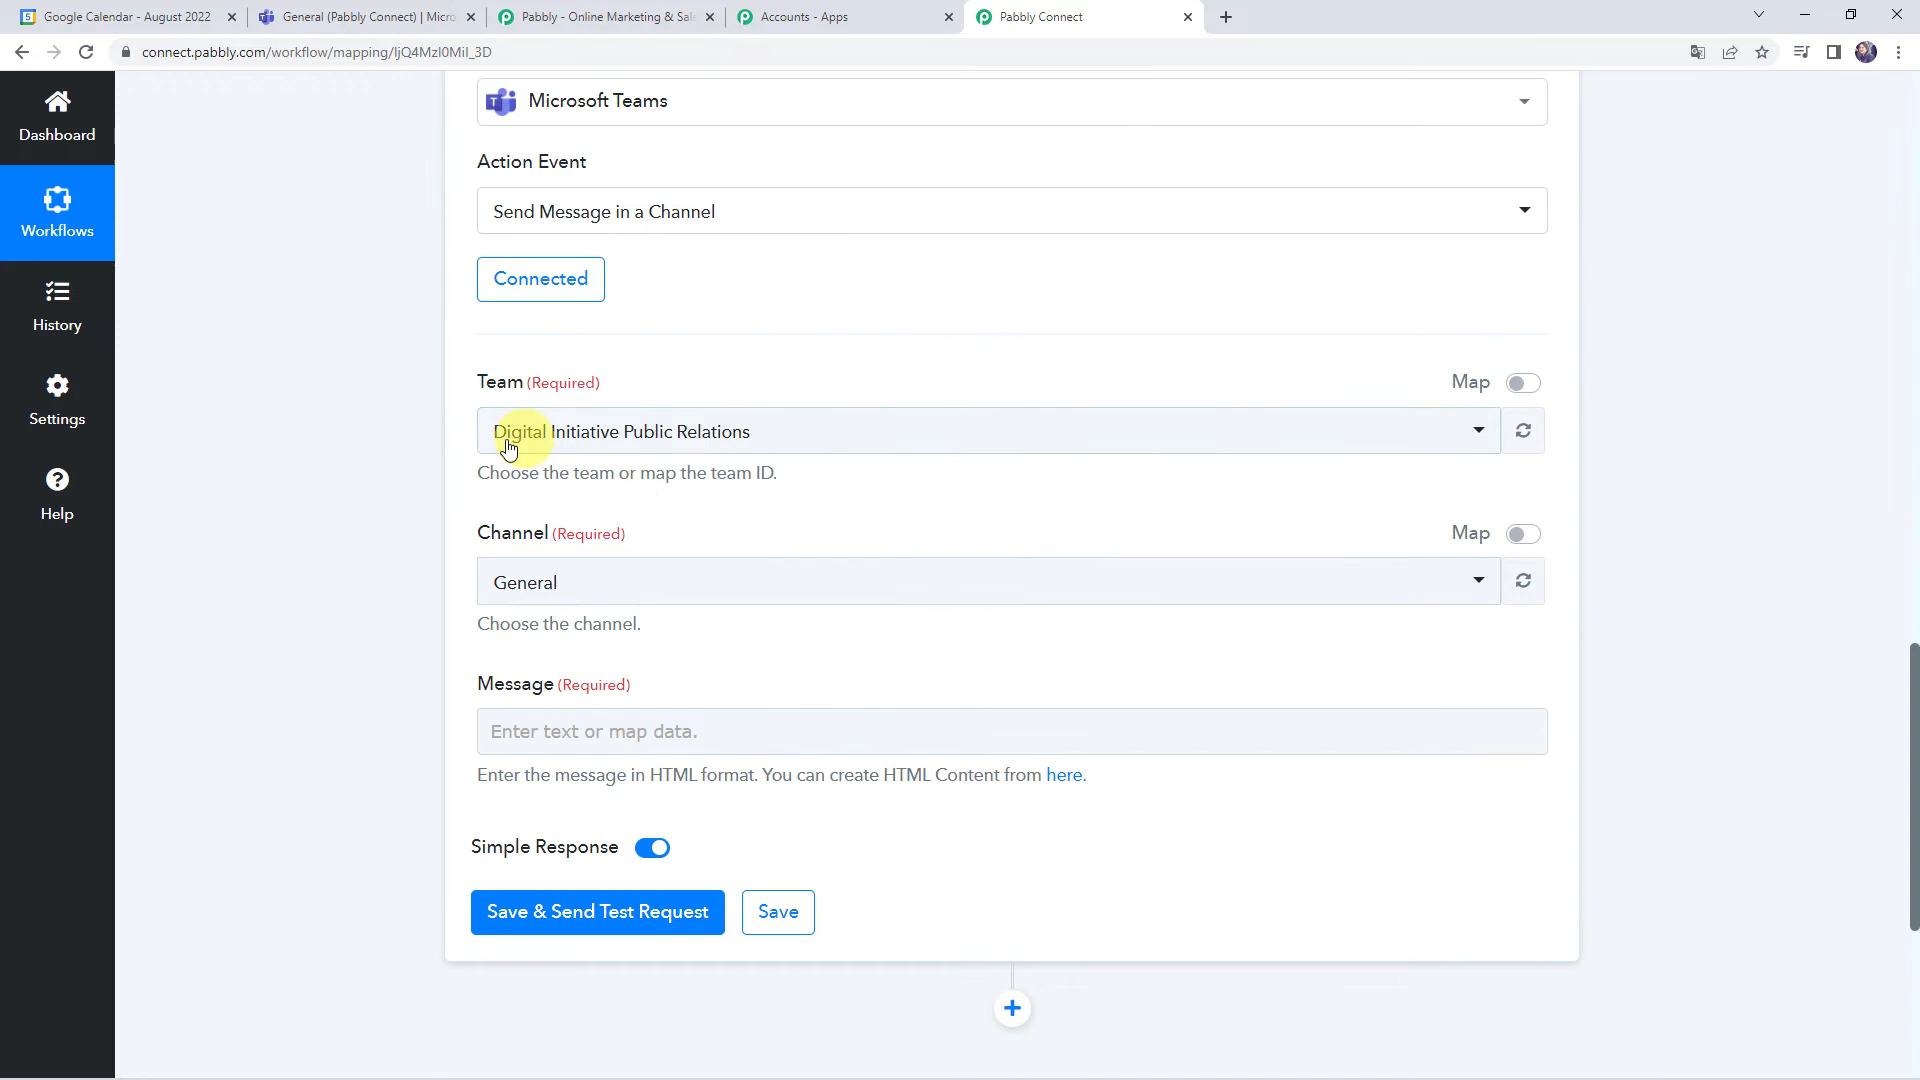 Google Calendar - August 2022
General (Pabbly Connect) | Micro
Pabbly - Online Marketing & Sale
Accounts - Apps
Pabbly Connect
connect.pabbly.com/workflow/mapping/IjQ4MzI0MiI_3D
Dashboard
Workflows
History
Settings
Help
Microsoft Teams
Action Event
Send Message in a Channel
Connected
Team (Required)
Map
Digital Initiative Public Relations
Choose the team or map the team ID.
Channel (Required)
Map
General
Choose the channel.
Message (Required)
Enter text or map data.
Enter the message in HTML format. You can create HTML Content from here.
Simple Response
Save & Send Test Request
Save